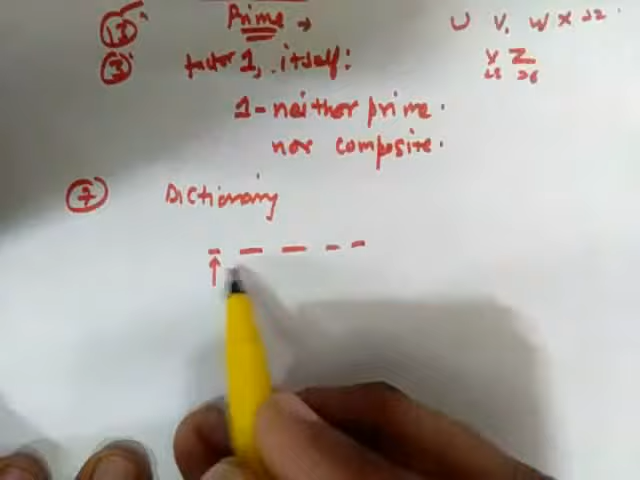 Prime →
U V, W X 22
③ factor 1, itself:
Y Z
25 26
1 - neither prime.
nor composite.
④ Dictionary